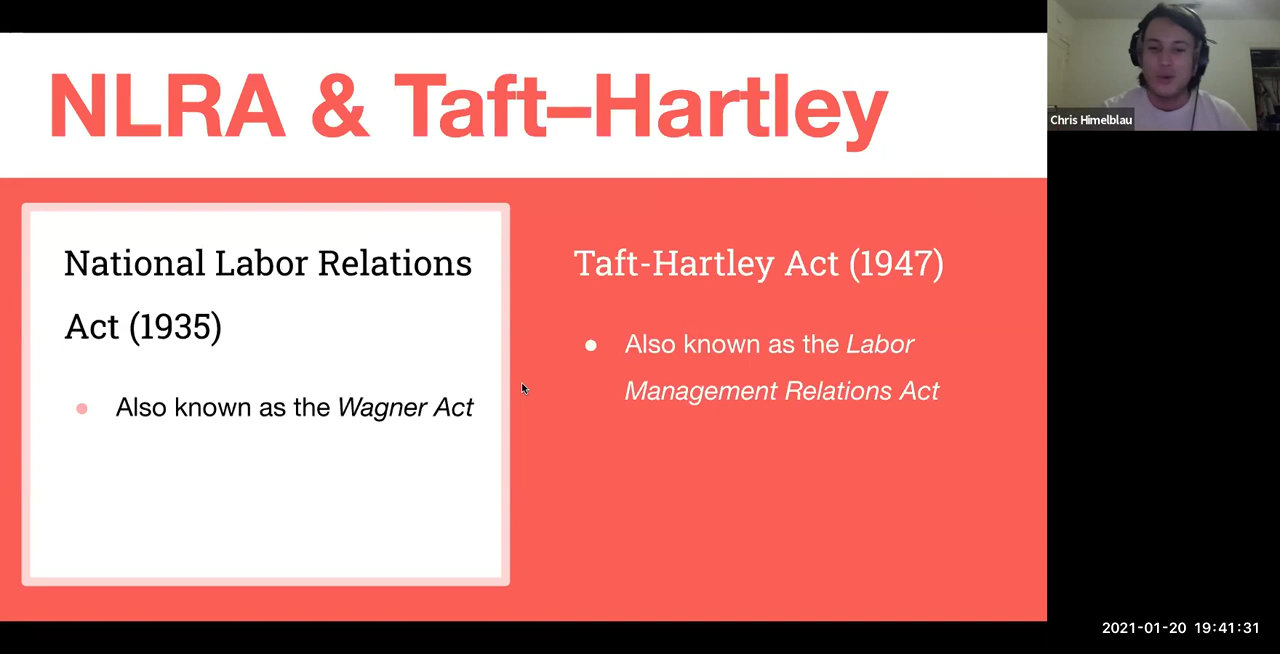 NLRA & Taft–Hartley
Chris Himelblau
National Labor Relations
Act (1935)
● Also known as the Wagner Act
Taft-Hartley Act (1947)
● Also known as the Labor
Management Relations Act
2021-01-20 19:41:31